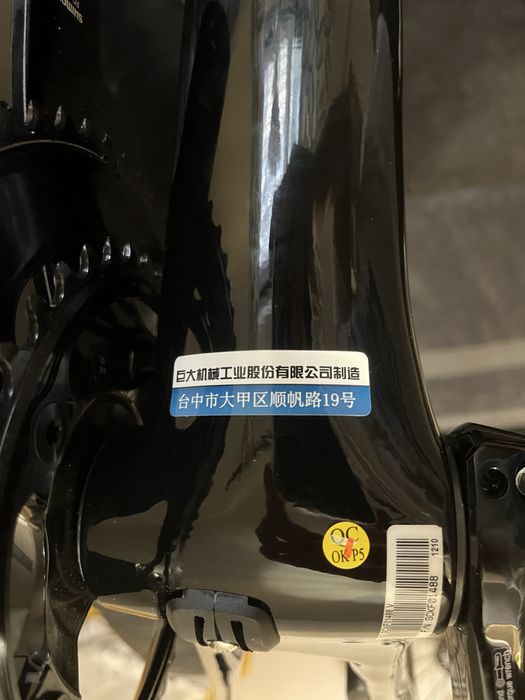 巨大机械工业股份有限公司制造
台中市大甲区顺帆路19号
QC
OK P5
1210
F/N GCKF01488